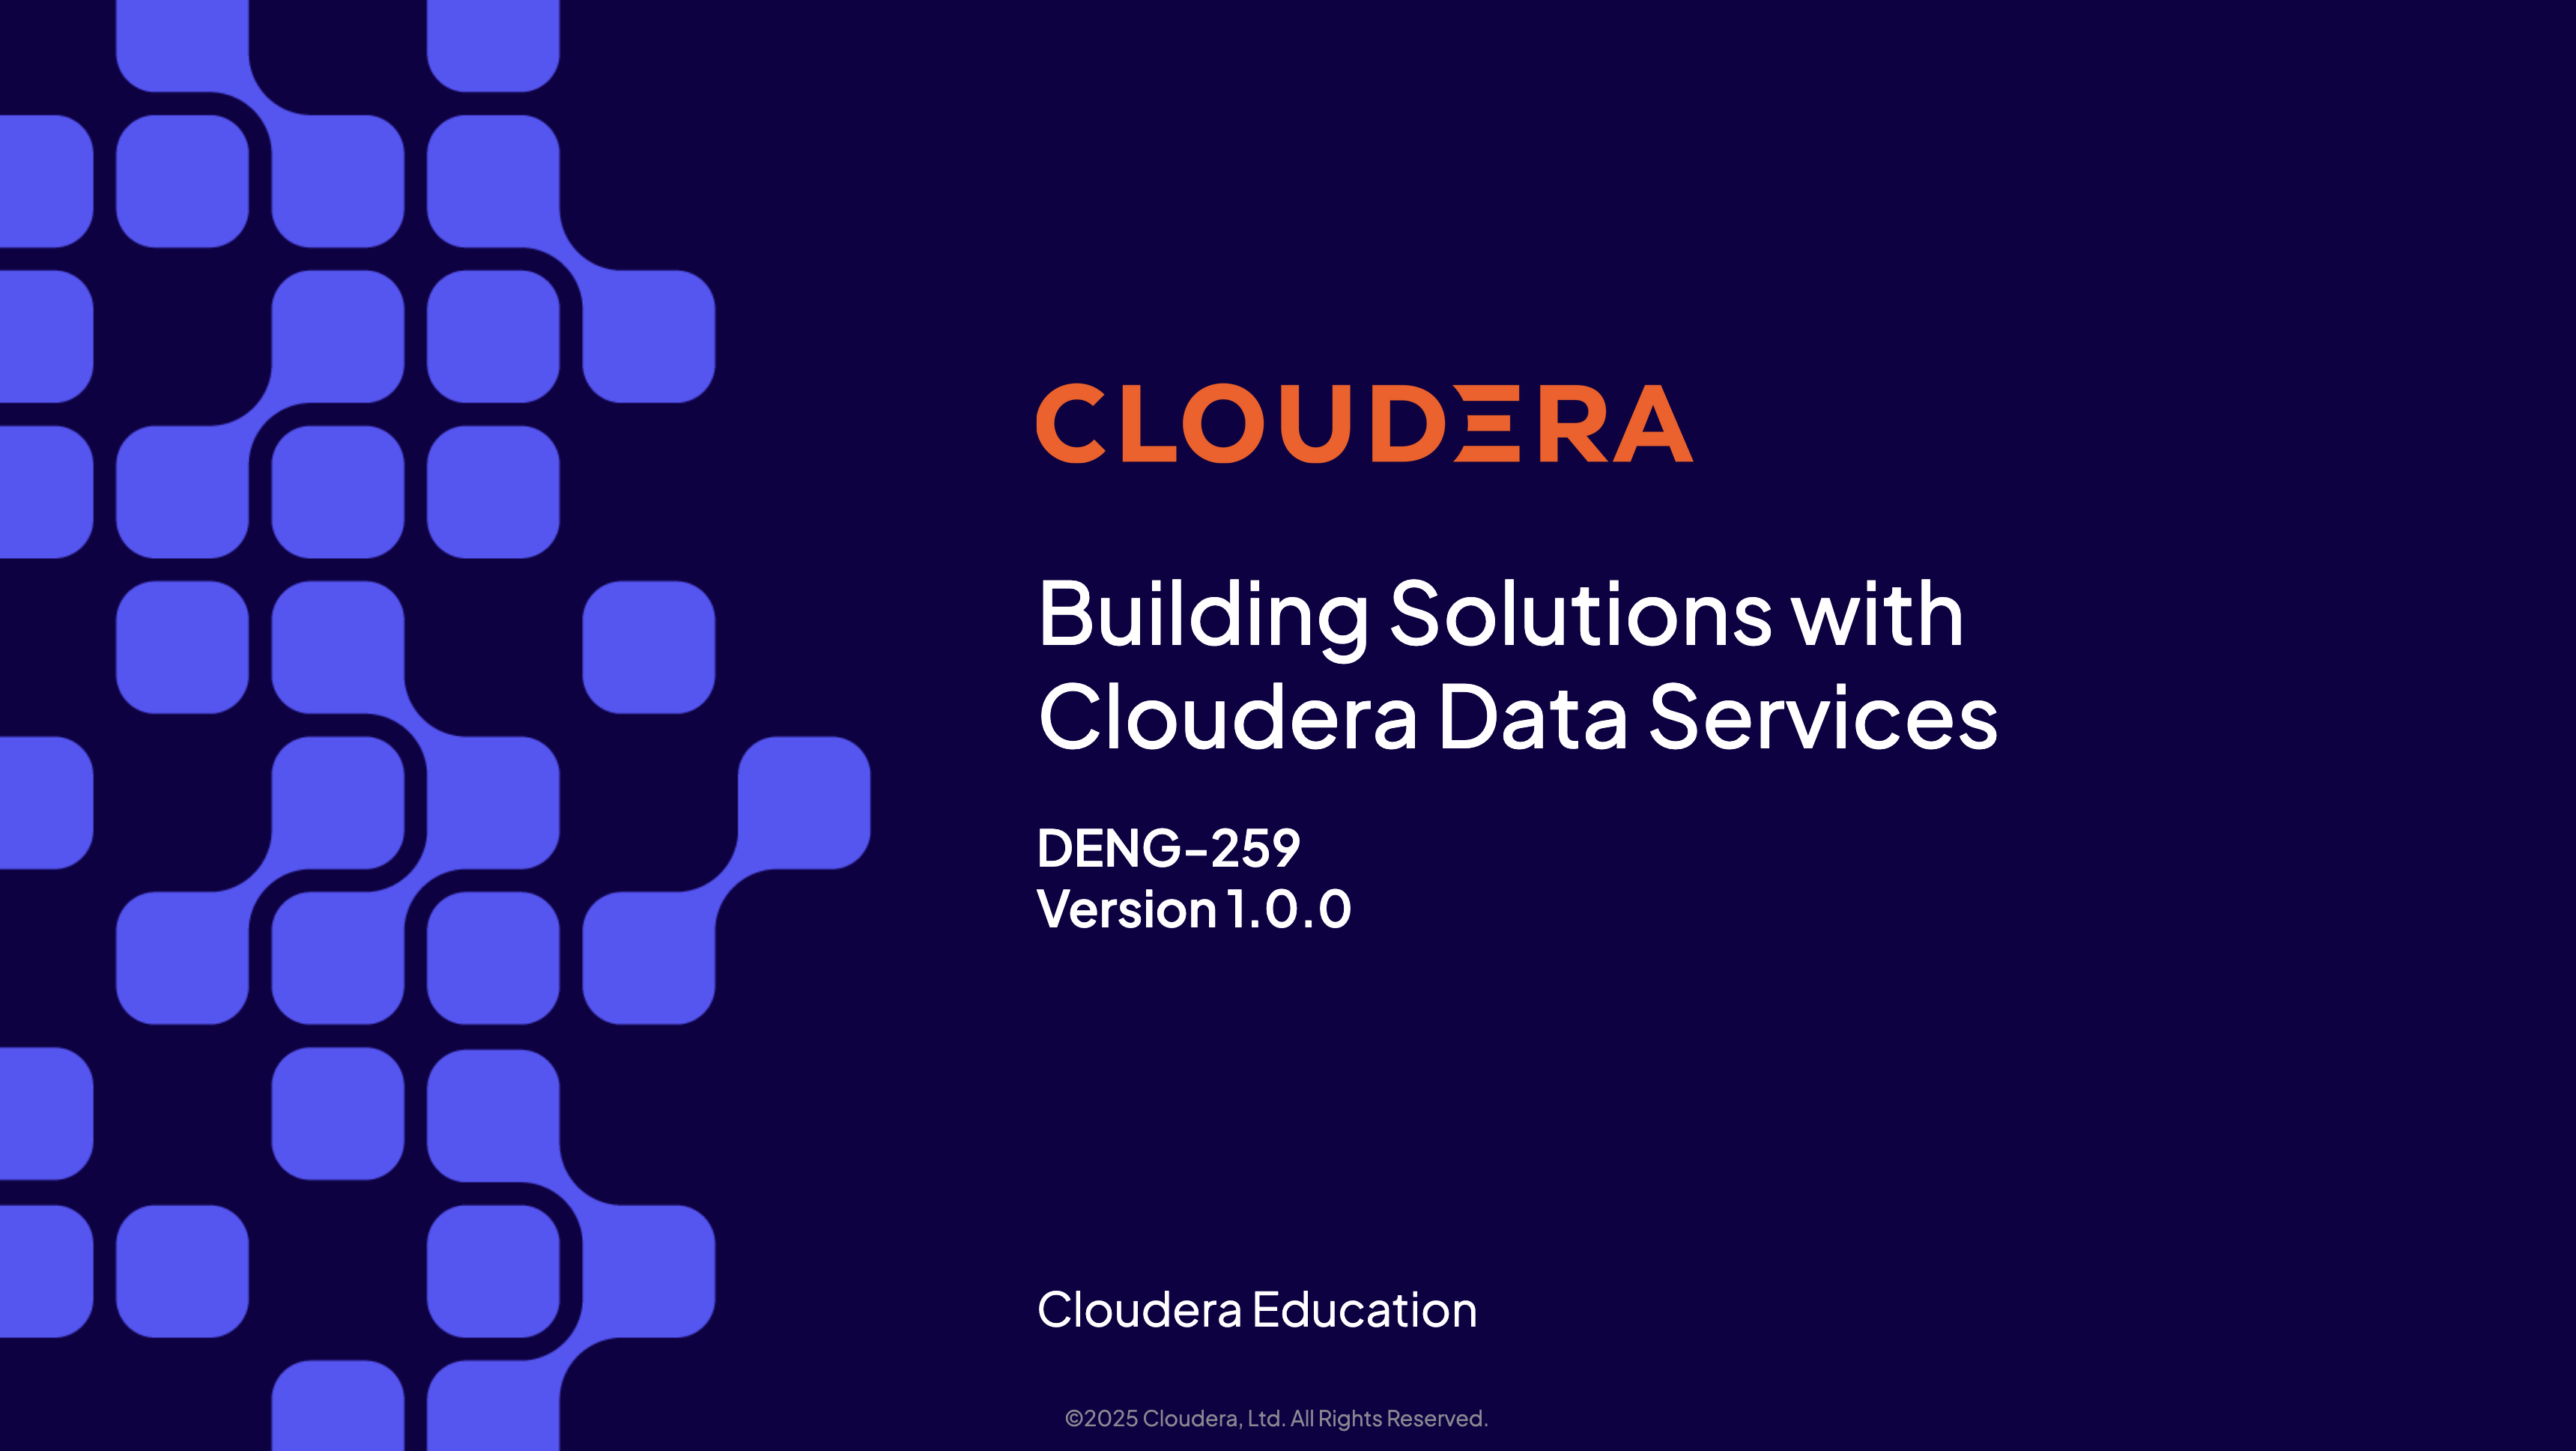 CLOUDERA
Building Solutions with
Cloudera Data Services
DENG-259
Version 1.0.0
Cloudera Education
©2025 Cloudera, Ltd. All Rights Reserved.